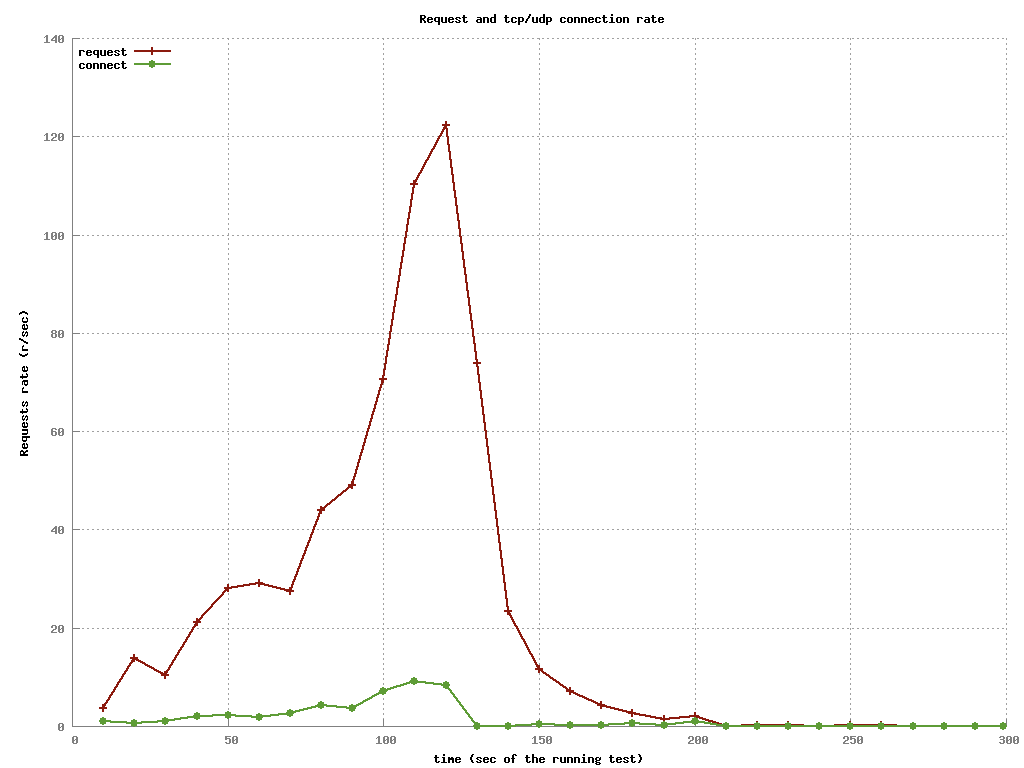 Request and tcp/udp connection rate
140
request
connect
120
100
80
Requests rate (r/sec)
60
40
20
0
0 50 100 150 200 250 300
time (sec of the running test)